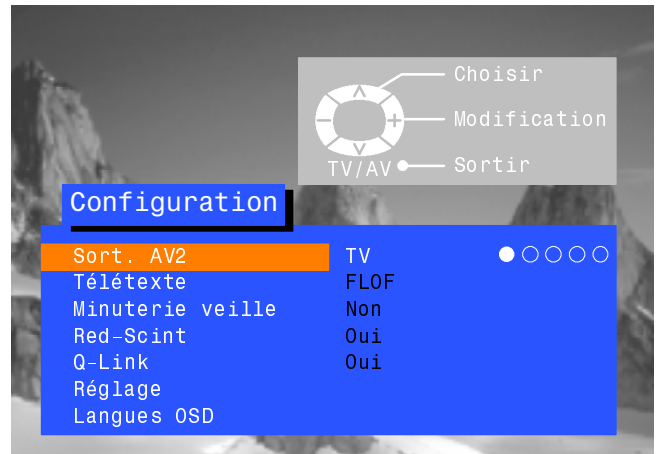 Choisir
Modification
TV/AV Sortir
Configuration
Sort. AV2 TV
Télétexte FLOF
Minuterie veille Non
Red-Scint Oui
Q-Link Oui
Réglage
Langues OSD